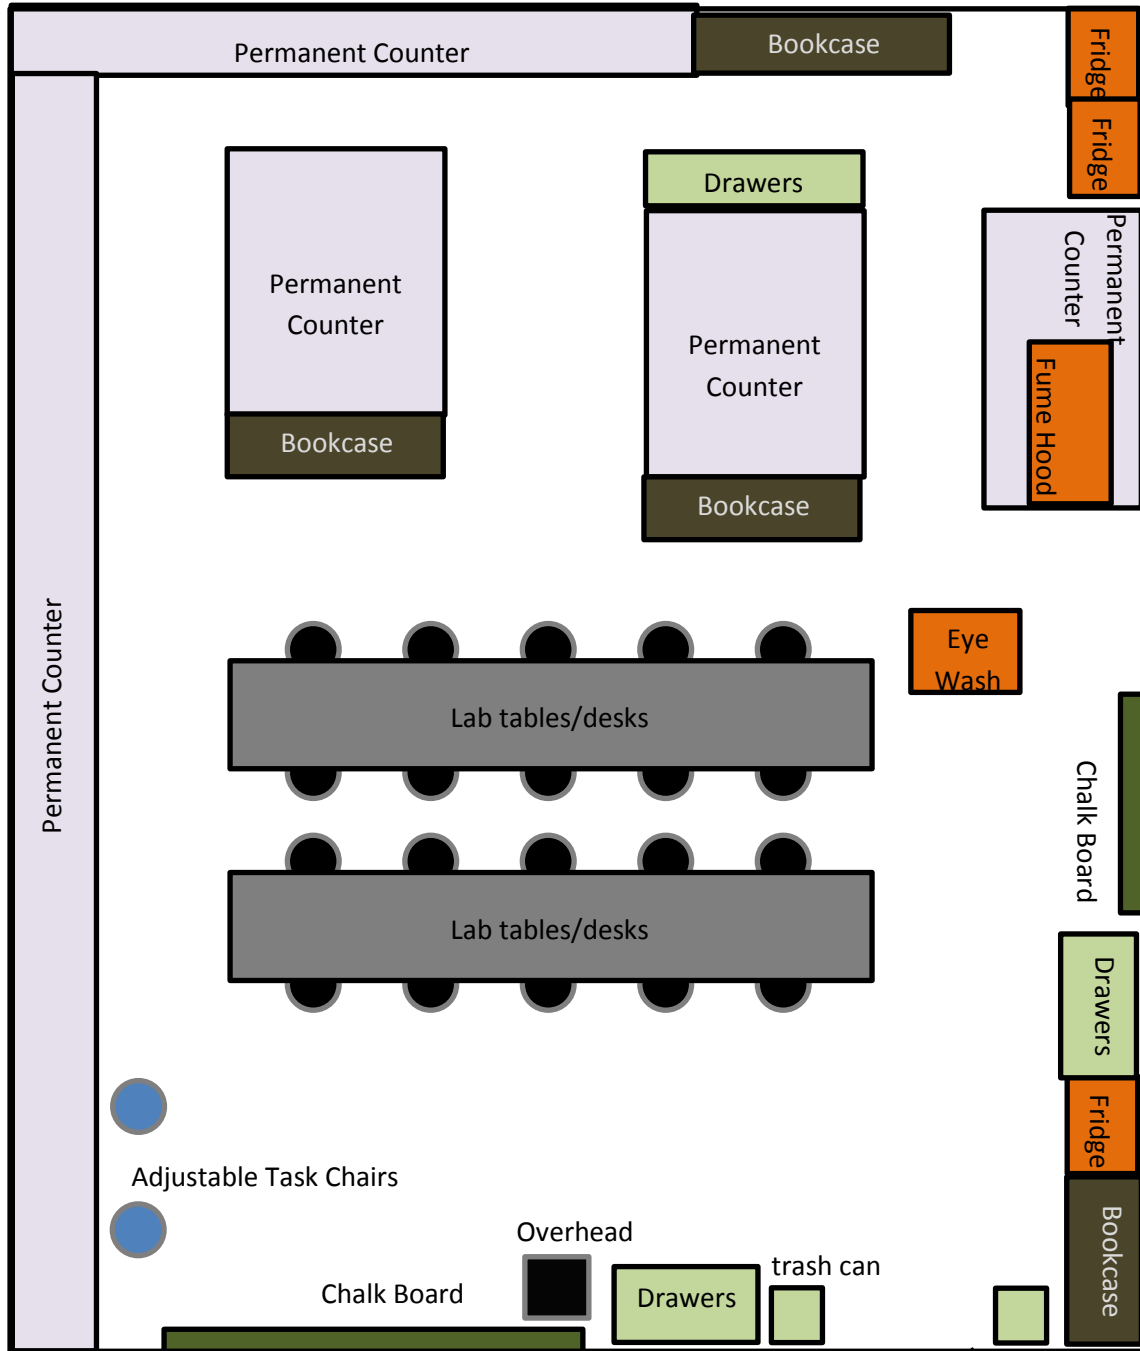 Permanent Counter
Bookcase
Fridge
Fridge
Drawers
Permanent
Counter
Permanent
Counter
Permanent
Counter
Fume Hood
Bookcase
Bookcase
Eye
Wash
Permanent Counter
Lab tables/desks
Chalk Board
Lab tables/desks
Drawers
Fridge
Adjustable Task Chairs
Bookcase
Overhead
trash can
Chalk Board
Drawers